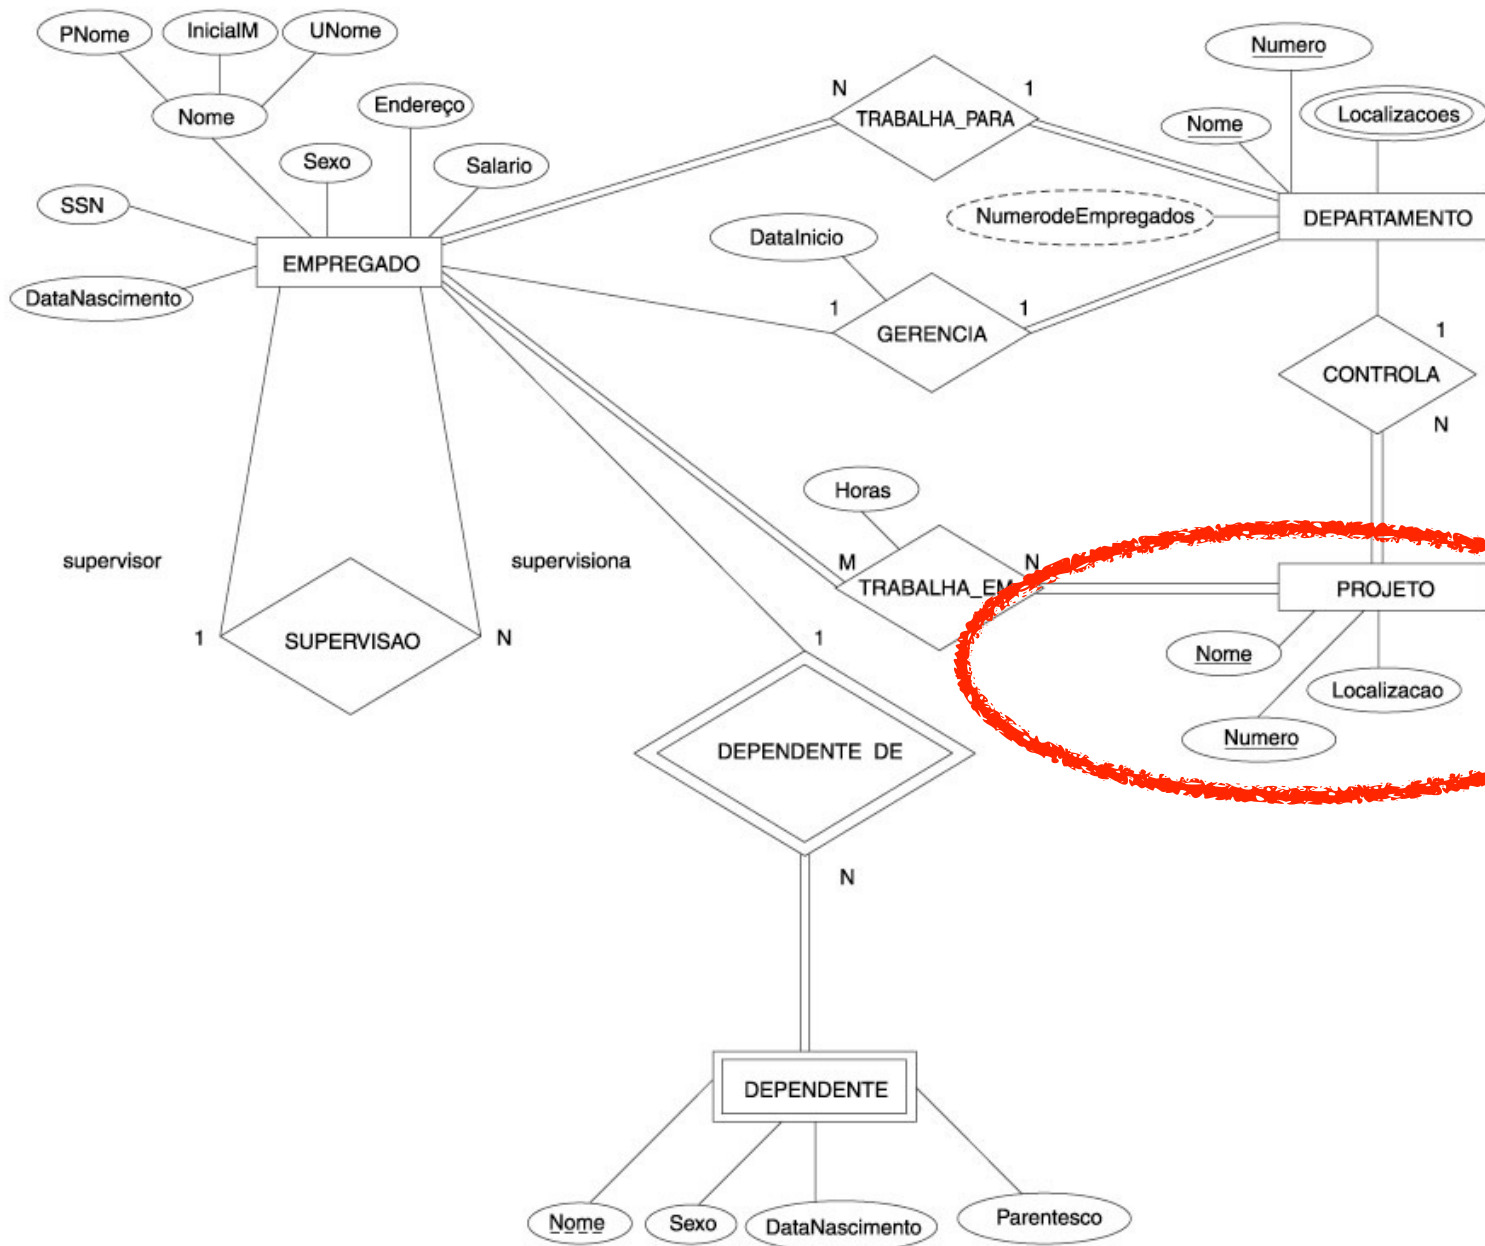 PNome
InicialM
UNome
Numero
Nome
Endereço
N
1
TRABALHA_PARA
Nome
Localizacoes
Sexo
Salario
SSN
NumerodeEmpregados
DEPARTAMENTO
DataInicio
EMPREGADO
DataNascimento
1
1
GERENCIA
1
CONTROLA
N
Horas
supervisor
supervisiona
M
N
TRABALHA_EM
PROJETO
1
SUPERVISAO
N
1
Nome
Localizacao
Numero
DEPENDENTE DE
N
DEPENDENTE
Nome
Sexo
DataNascimento
Parentesco